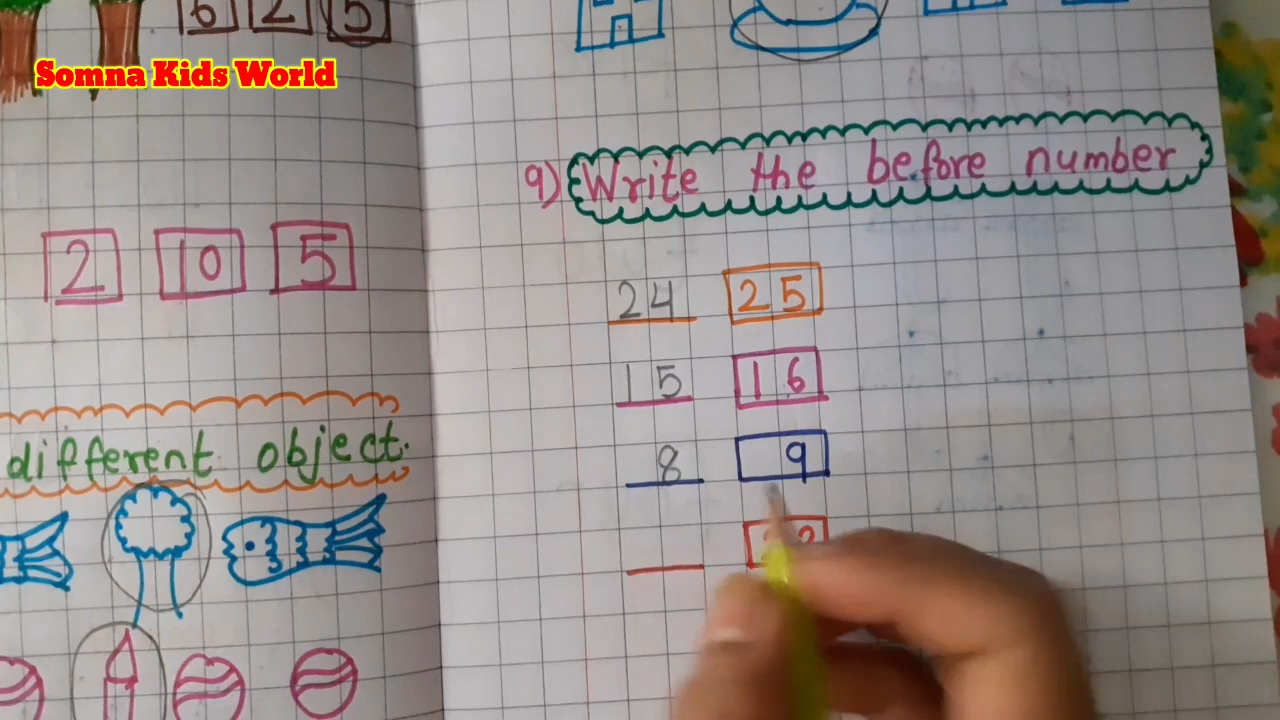 6 2 5
Somna Kids World
2 10 5
different object.
9) Write the before number
24 25
15 16
8 9